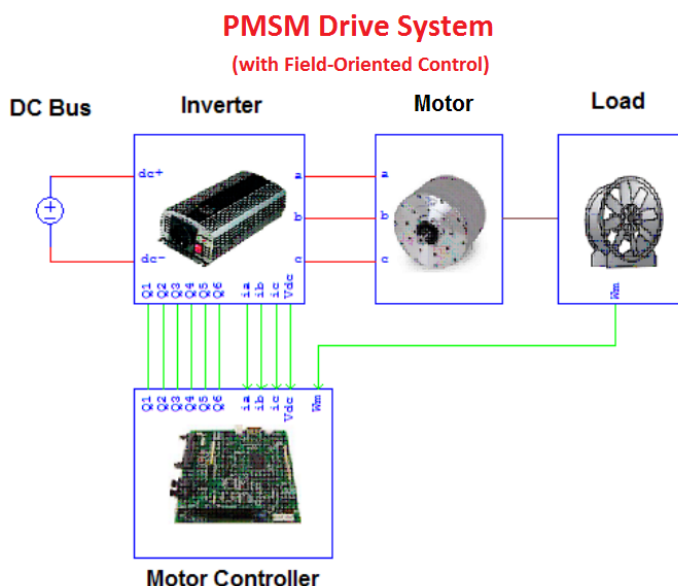 PMSM Drive System
(with Field-Oriented Control)
DC Bus
Inverter
Motor
Load
dc+
dc-
a
b
c
a
b
c
Q1 Q2 Q3 Q4 Q5 Q6 ia ib ic Vdc
Wm
Q1 Q2 Q3 Q4 Q5 Q6 ia ib ic Vdc Wm
Motor Controller